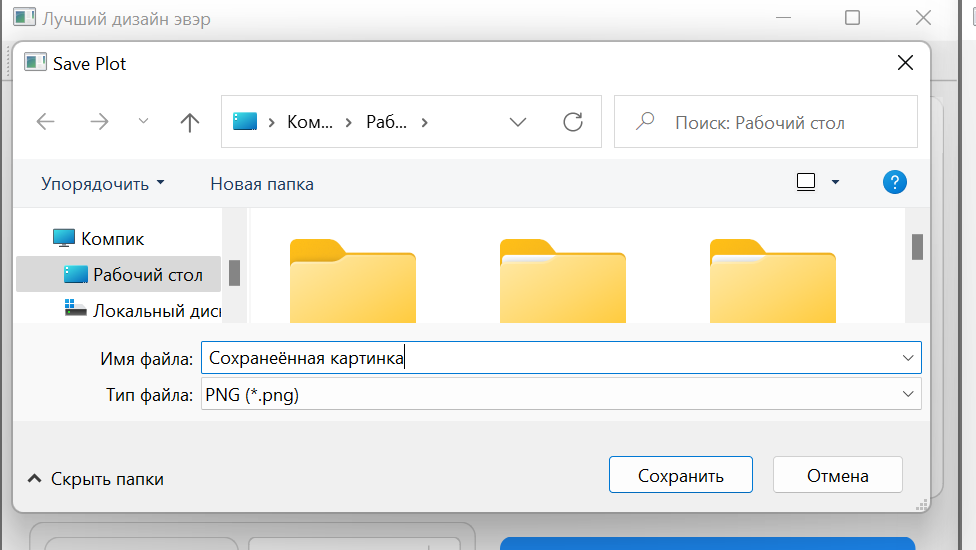 Лучший дизайн эвэр
Save Plot
Ком... Раб...
Поиск: Рабочий стол
Упорядочить Новая папка
?
Компик
Рабочий стол
Локальный дис
Имя файла: Сохранеённая картинка
Тип файла: PNG (*.png)
Скрыть папки Сохранить Отмена